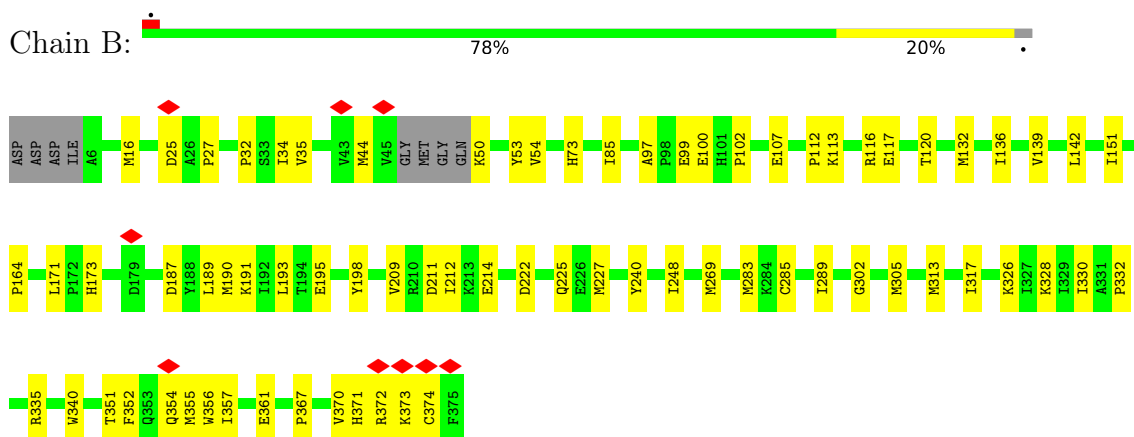 Chain B:
78% 20%
ASP ASP ASP ILE A6 M16 D25 A26 P27 P32 S33 I34 V35 V43 M44 V45 GLY MET GLY GLN K50 V53 V54 H73 I85 A97 P98 E99 E100 H101 P102 E107 P112 K113 R116 E117 T120 M132 I136 V139 L142 I151
P164 L171 P172 H173 D179 D187 Y188 L189 M190 K191 I192 L193 T194 E195 Y198 V209 R210 D211 I212 K213 E214 D222 Q225 E226 M227 Y240 I248 M269 M283 K284 C285 I289 G302 M305 M313 I317 K326 I327 K328 I329 I330 A331 P332
R335 W340 T351 F352 Q353 Q354 M355 W356 I357 E361 P367 V370 H371 R372 K373 C374 F375